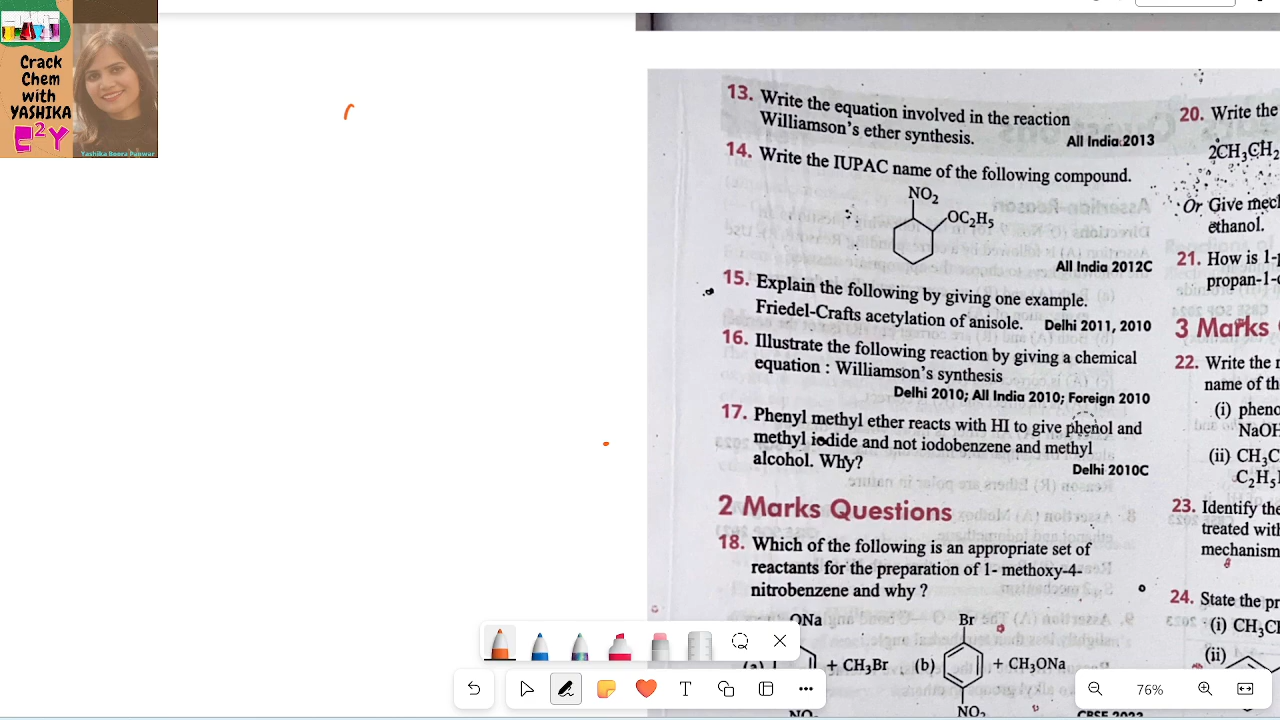 Crack
Chem
with
YASHIKA
E²Y
Yashika Boora Panwar
13. Write the equation involved in the reaction
Williamson's ether synthesis.
All India 2013
14. Write the IUPAC name of the following compound.
NO₂
OC₂H₅
All India 2012C
15. Explain the following by giving one example.
Friedel-Crafts acetylation of anisole. Delhi 2011, 2010
16. Illustrate the following reaction by giving a chemical
equation : Williamson's synthesis
Delhi 2010; All India 2010; Foreign 2010
17. Phenyl methyl ether reacts with HI to give phenol and
methyl iodide and not iodobenzene and methyl
alcohol. Why?
Delhi 2010C
2 Marks Questions
18. Which of the following is an appropriate set of
reactants for the preparation of 1- methoxy-4-
nitrobenzene and why ?
ONa
(a)
+ CH₃Br
(b)
Br
+ CH₃ONa
NO₂
NO₂
CBSE 2023
20. Write the
2CH₃CH₂
Or Give mech
ethanol.
21. How is 1-p
propan-1-o
3 Marks
22. Write the r
name of th
(i) pheno
NaOH
(ii) CH₃C
C₂H₅
23. Identify the
treated with
mechanism
24. State the pr
(i) CH₃CH
(ii)
T
76%